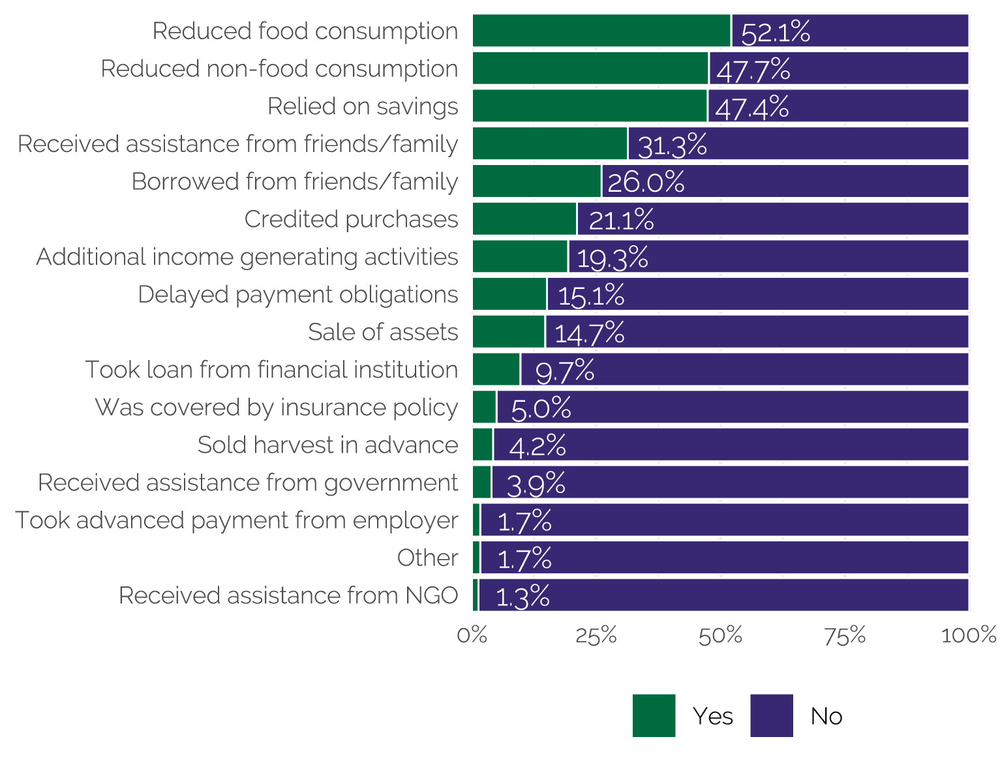 Reduced food consumption 52.1%
Reduced non-food consumption 47.7%
Relied on savings 47.4%
Received assistance from friends/family 31.3%
Borrowed from friends/family 26.0%
Credited purchases 21.1%
Additional income generating activities 19.3%
Delayed payment obligations 15.1%
Sale of assets 14.7%
Took loan from financial institution 9.7%
Was covered by insurance policy 5.0%
Sold harvest in advance 4.2%
Received assistance from government 3.9%
Took advanced payment from employer 1.7%
Other 1.7%
Received assistance from NGO 1.3%
0% 25% 50% 75% 100%
Yes No